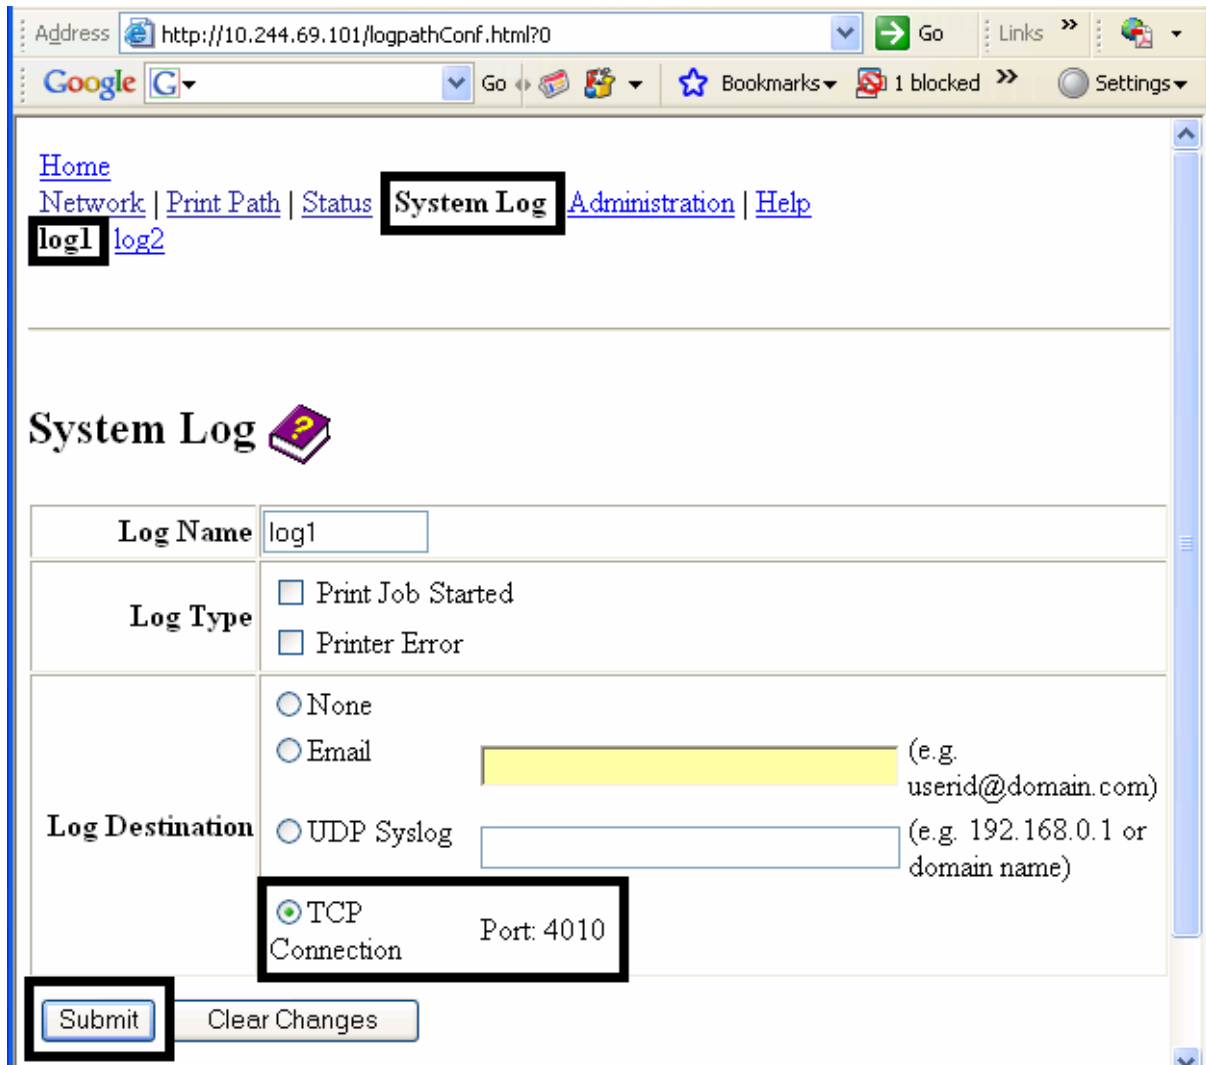 Address http://10.244.69.101/logpathConf.html?0 Go Links »
Google G Go Bookmarks 1 blocked » Settings
Home
Network | Print Path | Status System Log Administration | Help
log1 log2
System Log ?
Log Name log1
Log Type Print Job Started
Printer Error
Log Destination
None
Email (e.g.
userid@domain.com)
UDP Syslog (e.g. 192.168.0.1 or
domain name)
TCP
Connection Port: 4010
Submit Clear Changes